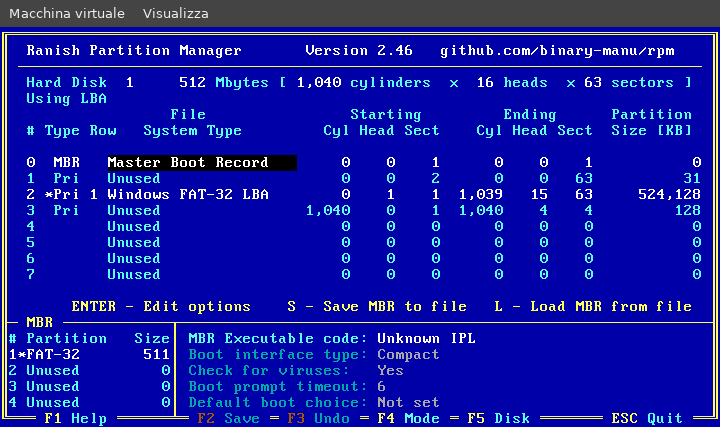 Macchina virtuale Visualizza
Ranish Partition Manager Version 2.46 github.com/binary-manu/rpm
Hard Disk 1 512 Mbytes [ 1,040 cylinders x 16 heads x 63 sectors ]
Using LBA
File Starting Ending Partition
# Type Row System Type Cyl Head Sect Cyl Head Sect Size [KB]
0 MBR Master Boot Record 0 0 1 0 0 1 0
1 Pri Unused 0 0 2 0 0 63 31
2 *Pri 1 Windows FAT-32 LBA 0 1 1 1,039 15 63 524,128
3 Pri Unused 1,040 0 1 1,040 4 4 128
4 Unused 0 0 0 0 0 0 0
5 Unused 0 0 0 0 0 0 0
6 Unused 0 0 0 0 0 0 0
7 Unused 0 0 0 0 0 0 0
ENTER - Edit options S - Save MBR to file L - Load MBR from file
MBR
# Partition Size
1*FAT-32 511
2 Unused 0
3 Unused 0
4 Unused 0
MBR Executable code: Unknown IPL
Boot interface type: Compact
Check for viruses: Yes
Boot prompt timeout: 6
Default boot choice: Not set
F1 Help F2 Save F3 Undo F4 Mode F5 Disk ESC Quit